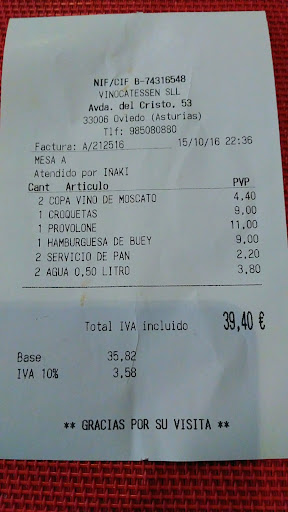 NIF/CIF B-74316548
VINOCATESSEN SLL
Avda. del Cristo, 53
33006 Oviedo (Asturias)
Tlf: 985080880
Factura: A/212516 15/10/16 22:36
MESA A
Atendido por IÑAKI
Cant Artículo PVP
2 COPA VINO DE MOSCATO 4,40
1 CROQUETAS 9,00
1 PROVOLONE 11,00
1 HAMBURGUESA DE BUEY 9,00
2 SERVICIO DE PAN 2,20
2 AGUA 0,50 LITRO 3,80
Total IVA incluido 39,40 €
Base 35,82
IVA 10% 3,58
** GRACIAS POR SU VISITA **